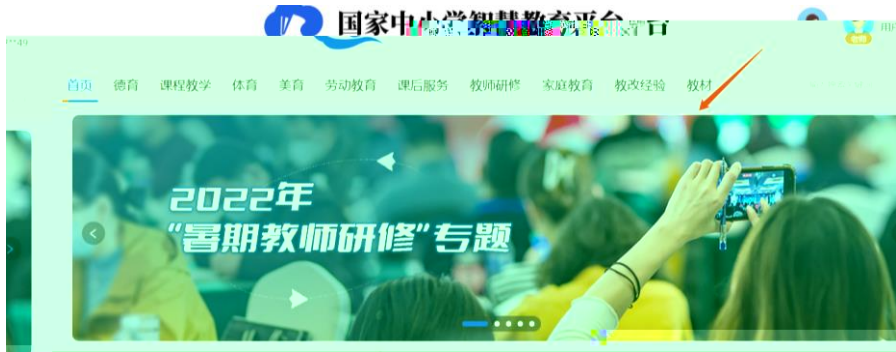 国家中小学智慧教育平台
首页 德育 课程教学 体育 美育 劳动教育 课后服务 教师研修 家庭教育 教改经验 教材
2022年
“暑期教师研修”专题